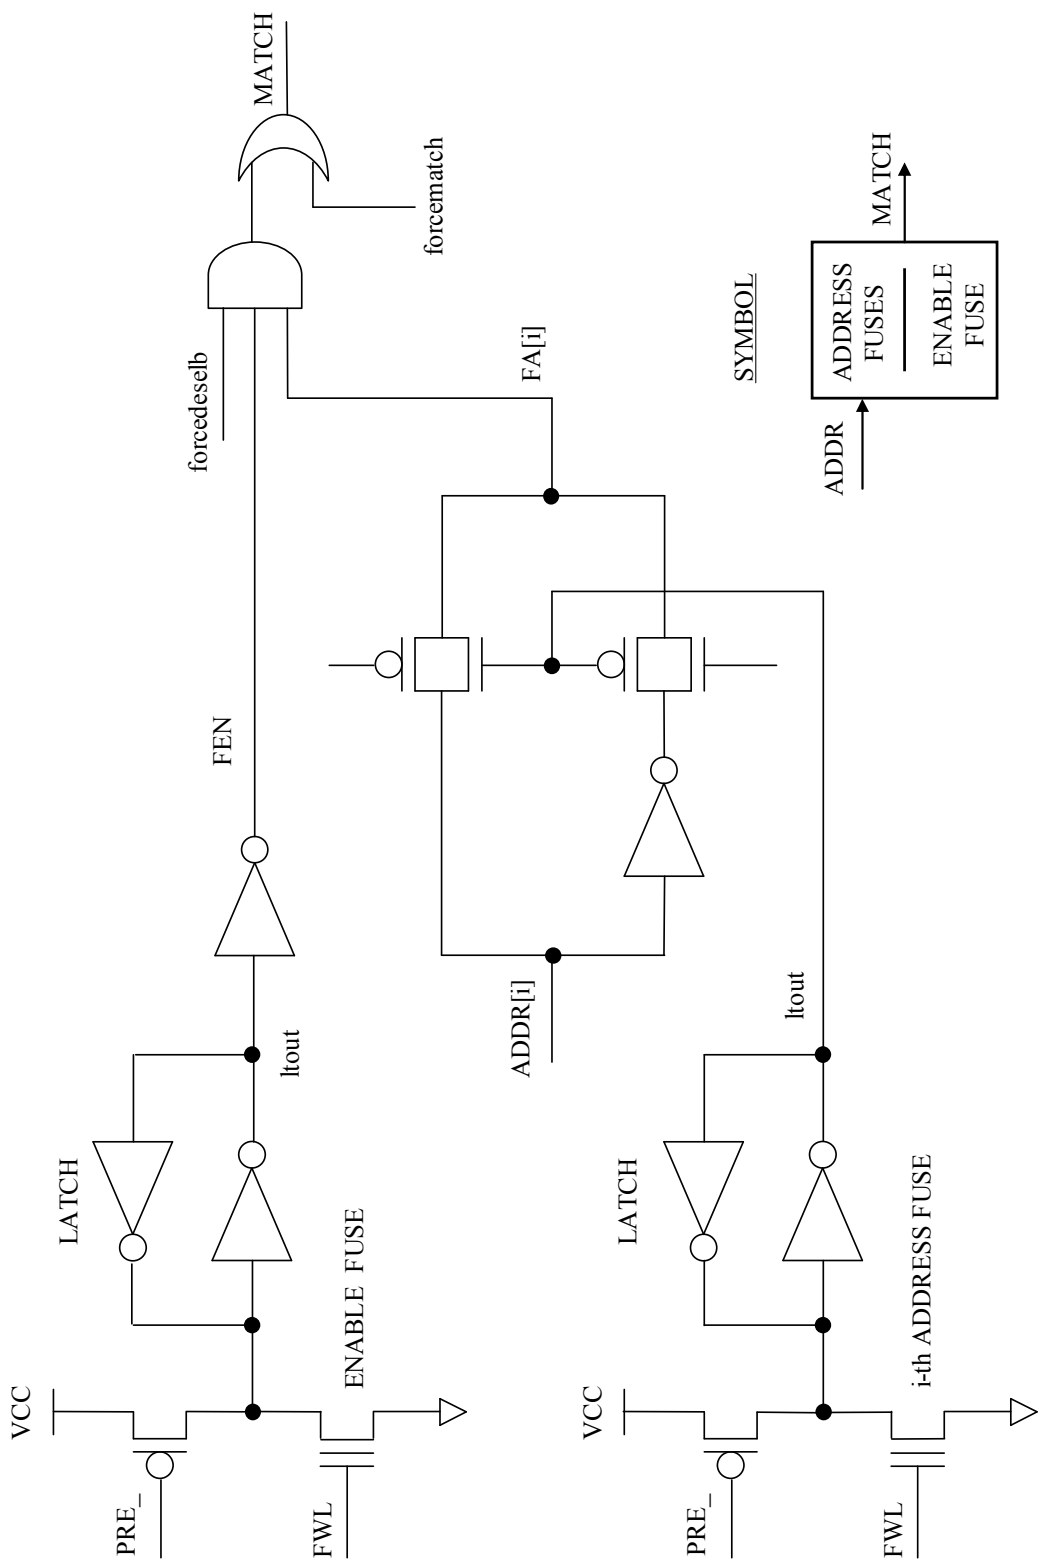 VCC
PRE_
FWL
ENABLE FUSE
LATCH
ltout
FEN
forcedeselb
MATCH
forcematch
ADDR[i]
FA[i]
VCC
PRE_
FWL
i-th ADDRESS FUSE
LATCH
ltout
SYMBOL
ADDR
ADDRESS
FUSES
ENABLE
FUSE
MATCH